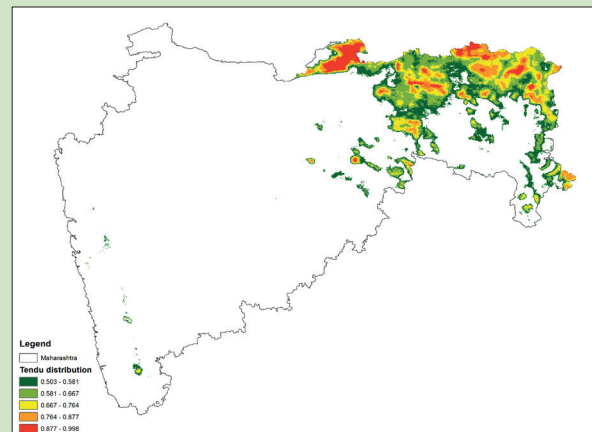 Legend
Maharashtra
Tendu distribution
0.503 - 0.581
0.581 - 0.667
0.667 - 0.764
0.764 - 0.877
0.877 - 0.998